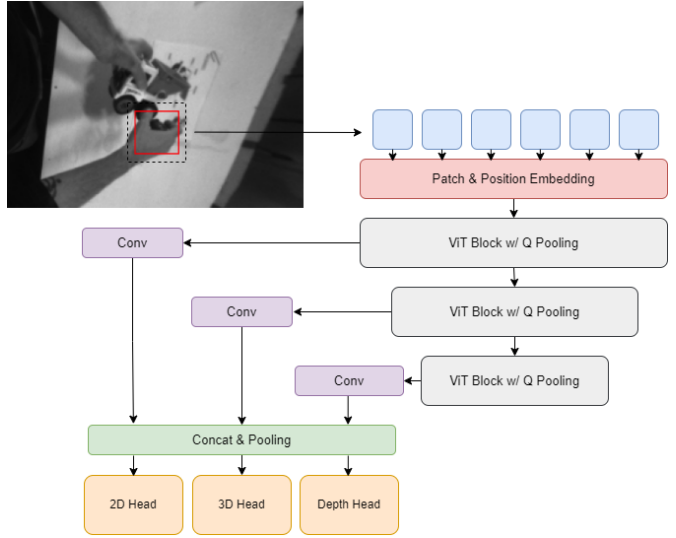 Patch & Position Embedding
Conv
ViT Block w/ Q Pooling
Conv
ViT Block w/ Q Pooling
Conv
ViT Block w/ Q Pooling
Concat & Pooling
2D Head
3D Head
Depth Head